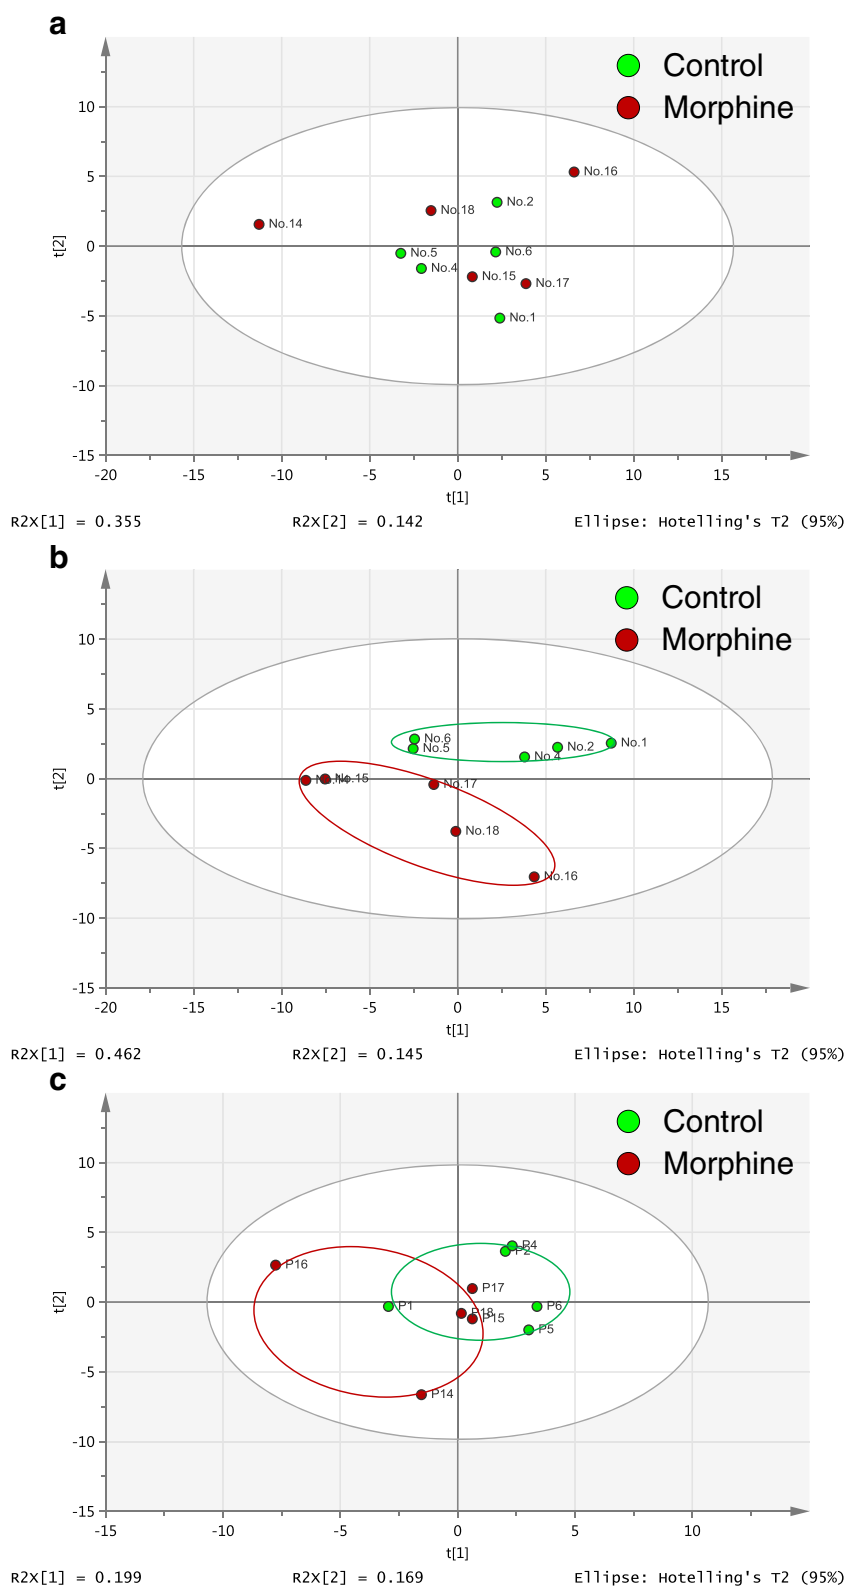 a
Control
Morphine
10
5
0
-5
-10
-15
t[2]
No.16
No.2
No.18
No.14
No.5
No.6
No.4
No.15
No.17
No.1
-20 -15 -10 -5 0 5 10 15
t[1]
R2X[1] = 0.355 R2X[2] = 0.142 Ellipse: Hotelling's T2 (95%)
b
Control
Morphine
10
5
0
-5
-10
-15
t[2]
No.6
No.5
No.4
No.2
No.1
No.14
No.15
No.17
No.18
No.16
-20 -15 -10 -5 0 5 10 15
t[1]
R2X[1] = 0.462 R2X[2] = 0.145 Ellipse: Hotelling's T2 (95%)
c
Control
Morphine
10
5
0
-5
-10
-15
t[2]
P4
P2
P16
P17
P1
P6
P18
P15
P5
P14
-15 -10 -5 0 5 10
t[1]
R2X[1] = 0.199 R2X[2] = 0.169 Ellipse: Hotelling's T2 (95%)